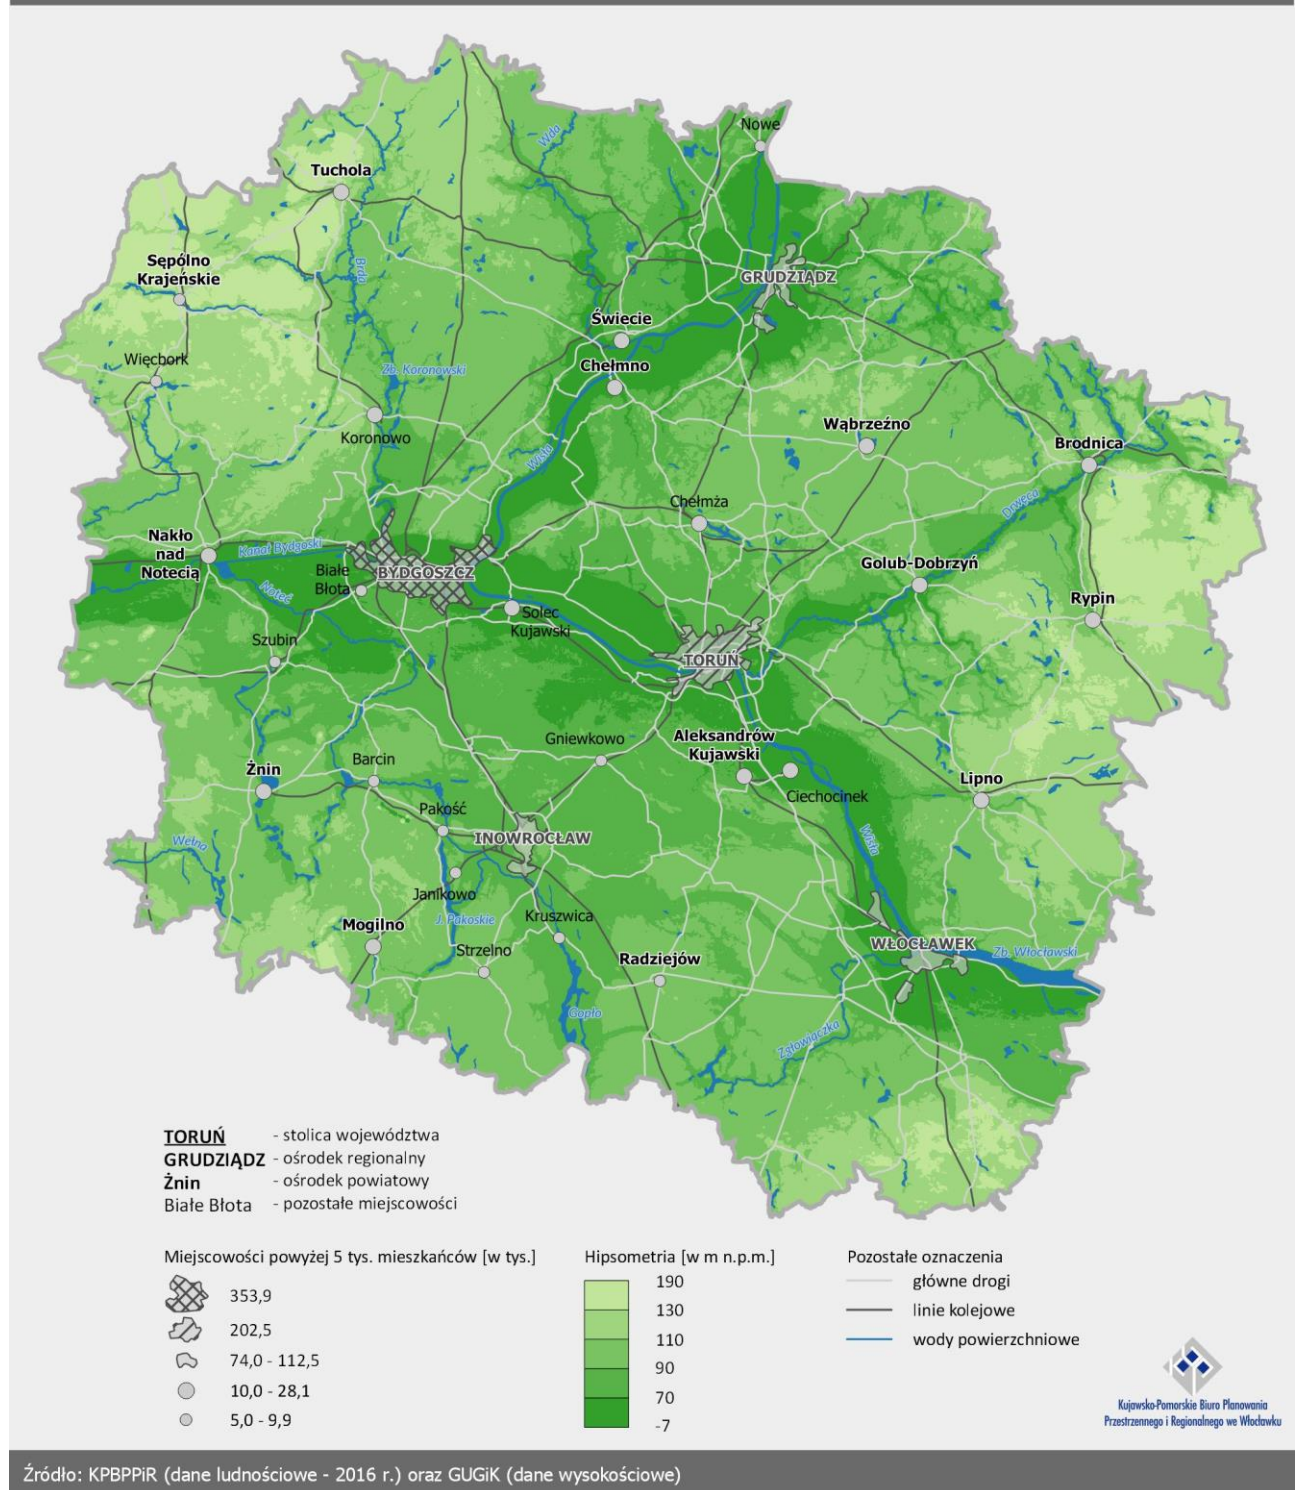 Nowe
Wda
Tuchola
Brda
Sępólno
Krajeńskie
GRUDZIĄDZ
Świecie
Więcbork
Chełmno
Zb. Koronowski
Koronowo
Wąbrzeźno
Brodnica
Wisła
Chełmża
Drwęca
Nakło
nad
Notecią
Kanał Bydgoski
Białe
Błota
BYDGOSZCZ
Golub-Dobrzyń
Noteć
Solec
Kujawski
Rypin
Szubin
TORUŃ
Gniewkowo
Aleksandrów
Kujawski
Barcin
Żnin
Lipno
Ciechocinek
Pakość
INOWROCŁAW
Wełna
Wisła
Janikowo
Kruszwica
J. Pakoskie
Mogilno
WŁOCŁAWEK
Strzelno
Radziejów
Zb. Włocławski
Gopło
Zgłowiączka
TORUŃ - stolica województwa
GRUDZIĄDZ - ośrodek regionalny
Żnin - ośrodek powiatowy
Białe Błota - pozostałe miejscowości
Miejscowości powyżej 5 tys. mieszkańców [w tys.]
353,9
202,5
74,0 - 112,5
10,0 - 28,1
5,0 - 9,9
Hipsometria [w m n.p.m.]
190
130
110
90
70
-7
Pozostałe oznaczenia
główne drogi
linie kolejowe
wody powierzchniowe
Kujawsko-Pomorskie Biuro Planowania
Przestrzennego i Regionalnego we Włocławku
Źródło: KPBPPiR (dane ludnościowe - 2016 r.) oraz GUGiK (dane wysokościowe)